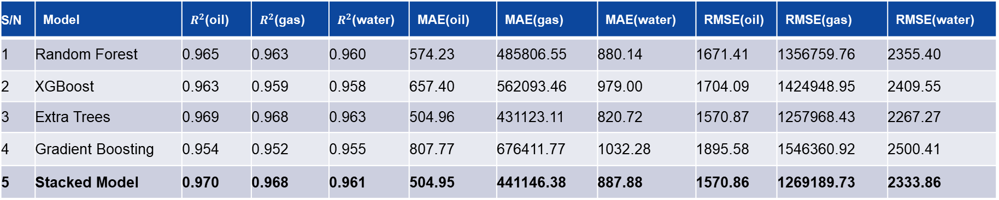 S/N Model R²(oil) R²(gas) R²(water) MAE(oil) MAE(gas) MAE(water) RMSE(oil) RMSE(gas) RMSE(water)
1 Random Forest 0.965 0.963 0.960 574.23 485806.55 880.14 1671.41 1356759.76 2355.40
2 XGBoost 0.963 0.959 0.958 657.40 562093.46 979.00 1704.09 1424948.95 2409.55
3 Extra Trees 0.969 0.968 0.963 504.96 431123.11 820.72 1570.87 1257968.43 2267.27
4 Gradient Boosting 0.954 0.952 0.955 807.77 676411.77 1032.28 1895.58 1546360.92 2500.41
5 Stacked Model 0.970 0.968 0.961 504.95 441146.38 887.88 1570.86 1269189.73 2333.86